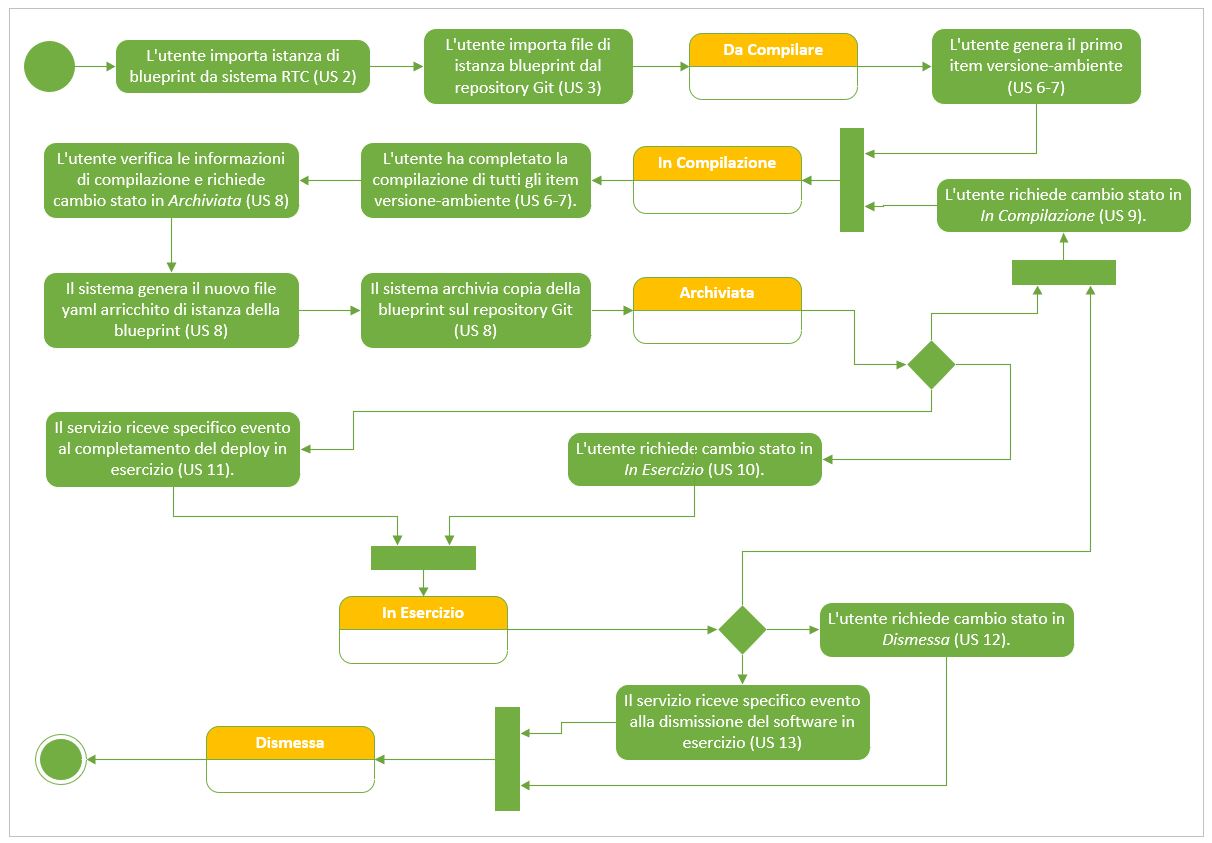 L'utente importa istanza di
blueprint da sistema RTC (US 2)
L'utente importa file di
istanza blueprint dal
repository Git (US 3)
Da Compilare
L'utente genera il primo
item versione-ambiente
(US 6-7)
L'utente verifica le informazioni
di compilazione e richiede
cambio stato in Archiviata (US 8)
L'utente ha completato la
compilazione di tutti gli item
versione-ambiente (US 6-7).
In Compilazione
L'utente richiede cambio stato in
In Compilazione (US 9).
Il sistema genera il nuovo file
yaml arricchito di istanza della
blueprint (US 8)
Il sistema archivia copia della
blueprint sul repository Git
(US 8)
Archiviata
Il servizio riceve specifico evento
al completamento del deploy in
esercizio (US 11).
L'utente richiede cambio stato in
In Esercizio (US 10).
In Esercizio
L'utente richiede cambio stato in
Dismessa (US 12).
Il servizio riceve specifico evento
alla dismissione del software in
esercizio (US 13)
Dismessa